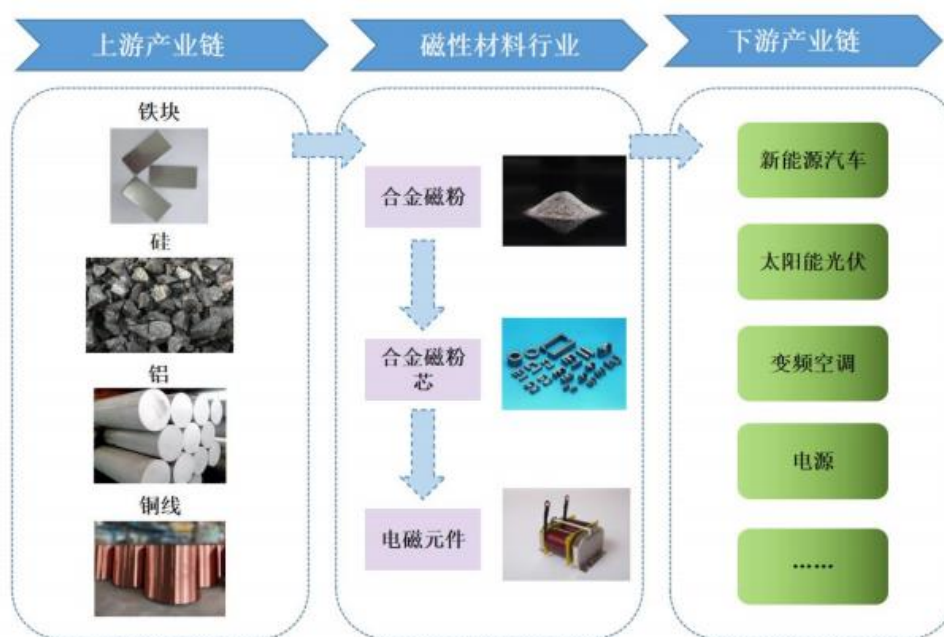 上游产业链
磁性材料行业
下游产业链
铁块
硅
铝
铜线
合金磁粉
合金磁粉
芯
电磁元件
新能源汽车
太阳能光伏
变频空调
电源
……